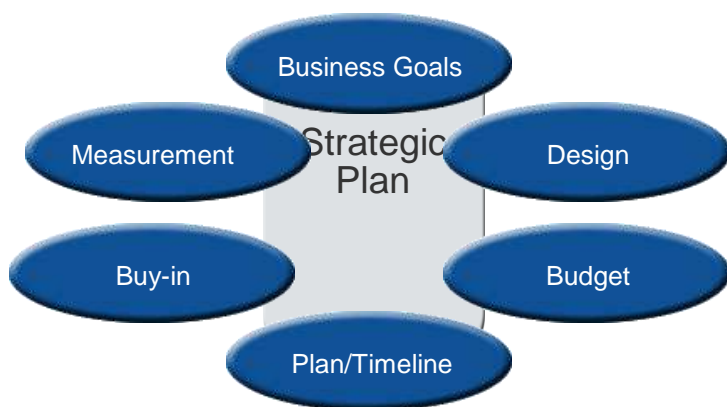 Business Goals
Strategic
Plan
Measurement
Design
Buy-in
Budget
Plan/Timeline